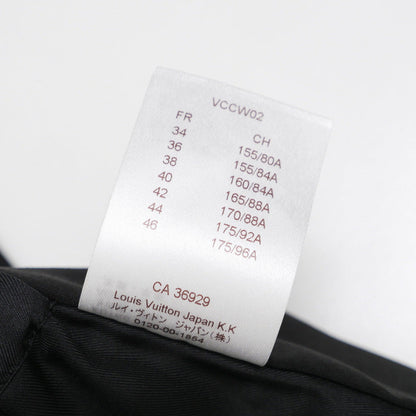 VCCW02
FR CH
34 155/80A
36 155/84A
38 160/84A
40 165/88A
42 170/88A
44 175/92A
46 175/96A
CA 36929
Louis Vuitton Japan K.K
ルイ・ヴィトン ジャパン(株)
0120-00-1854